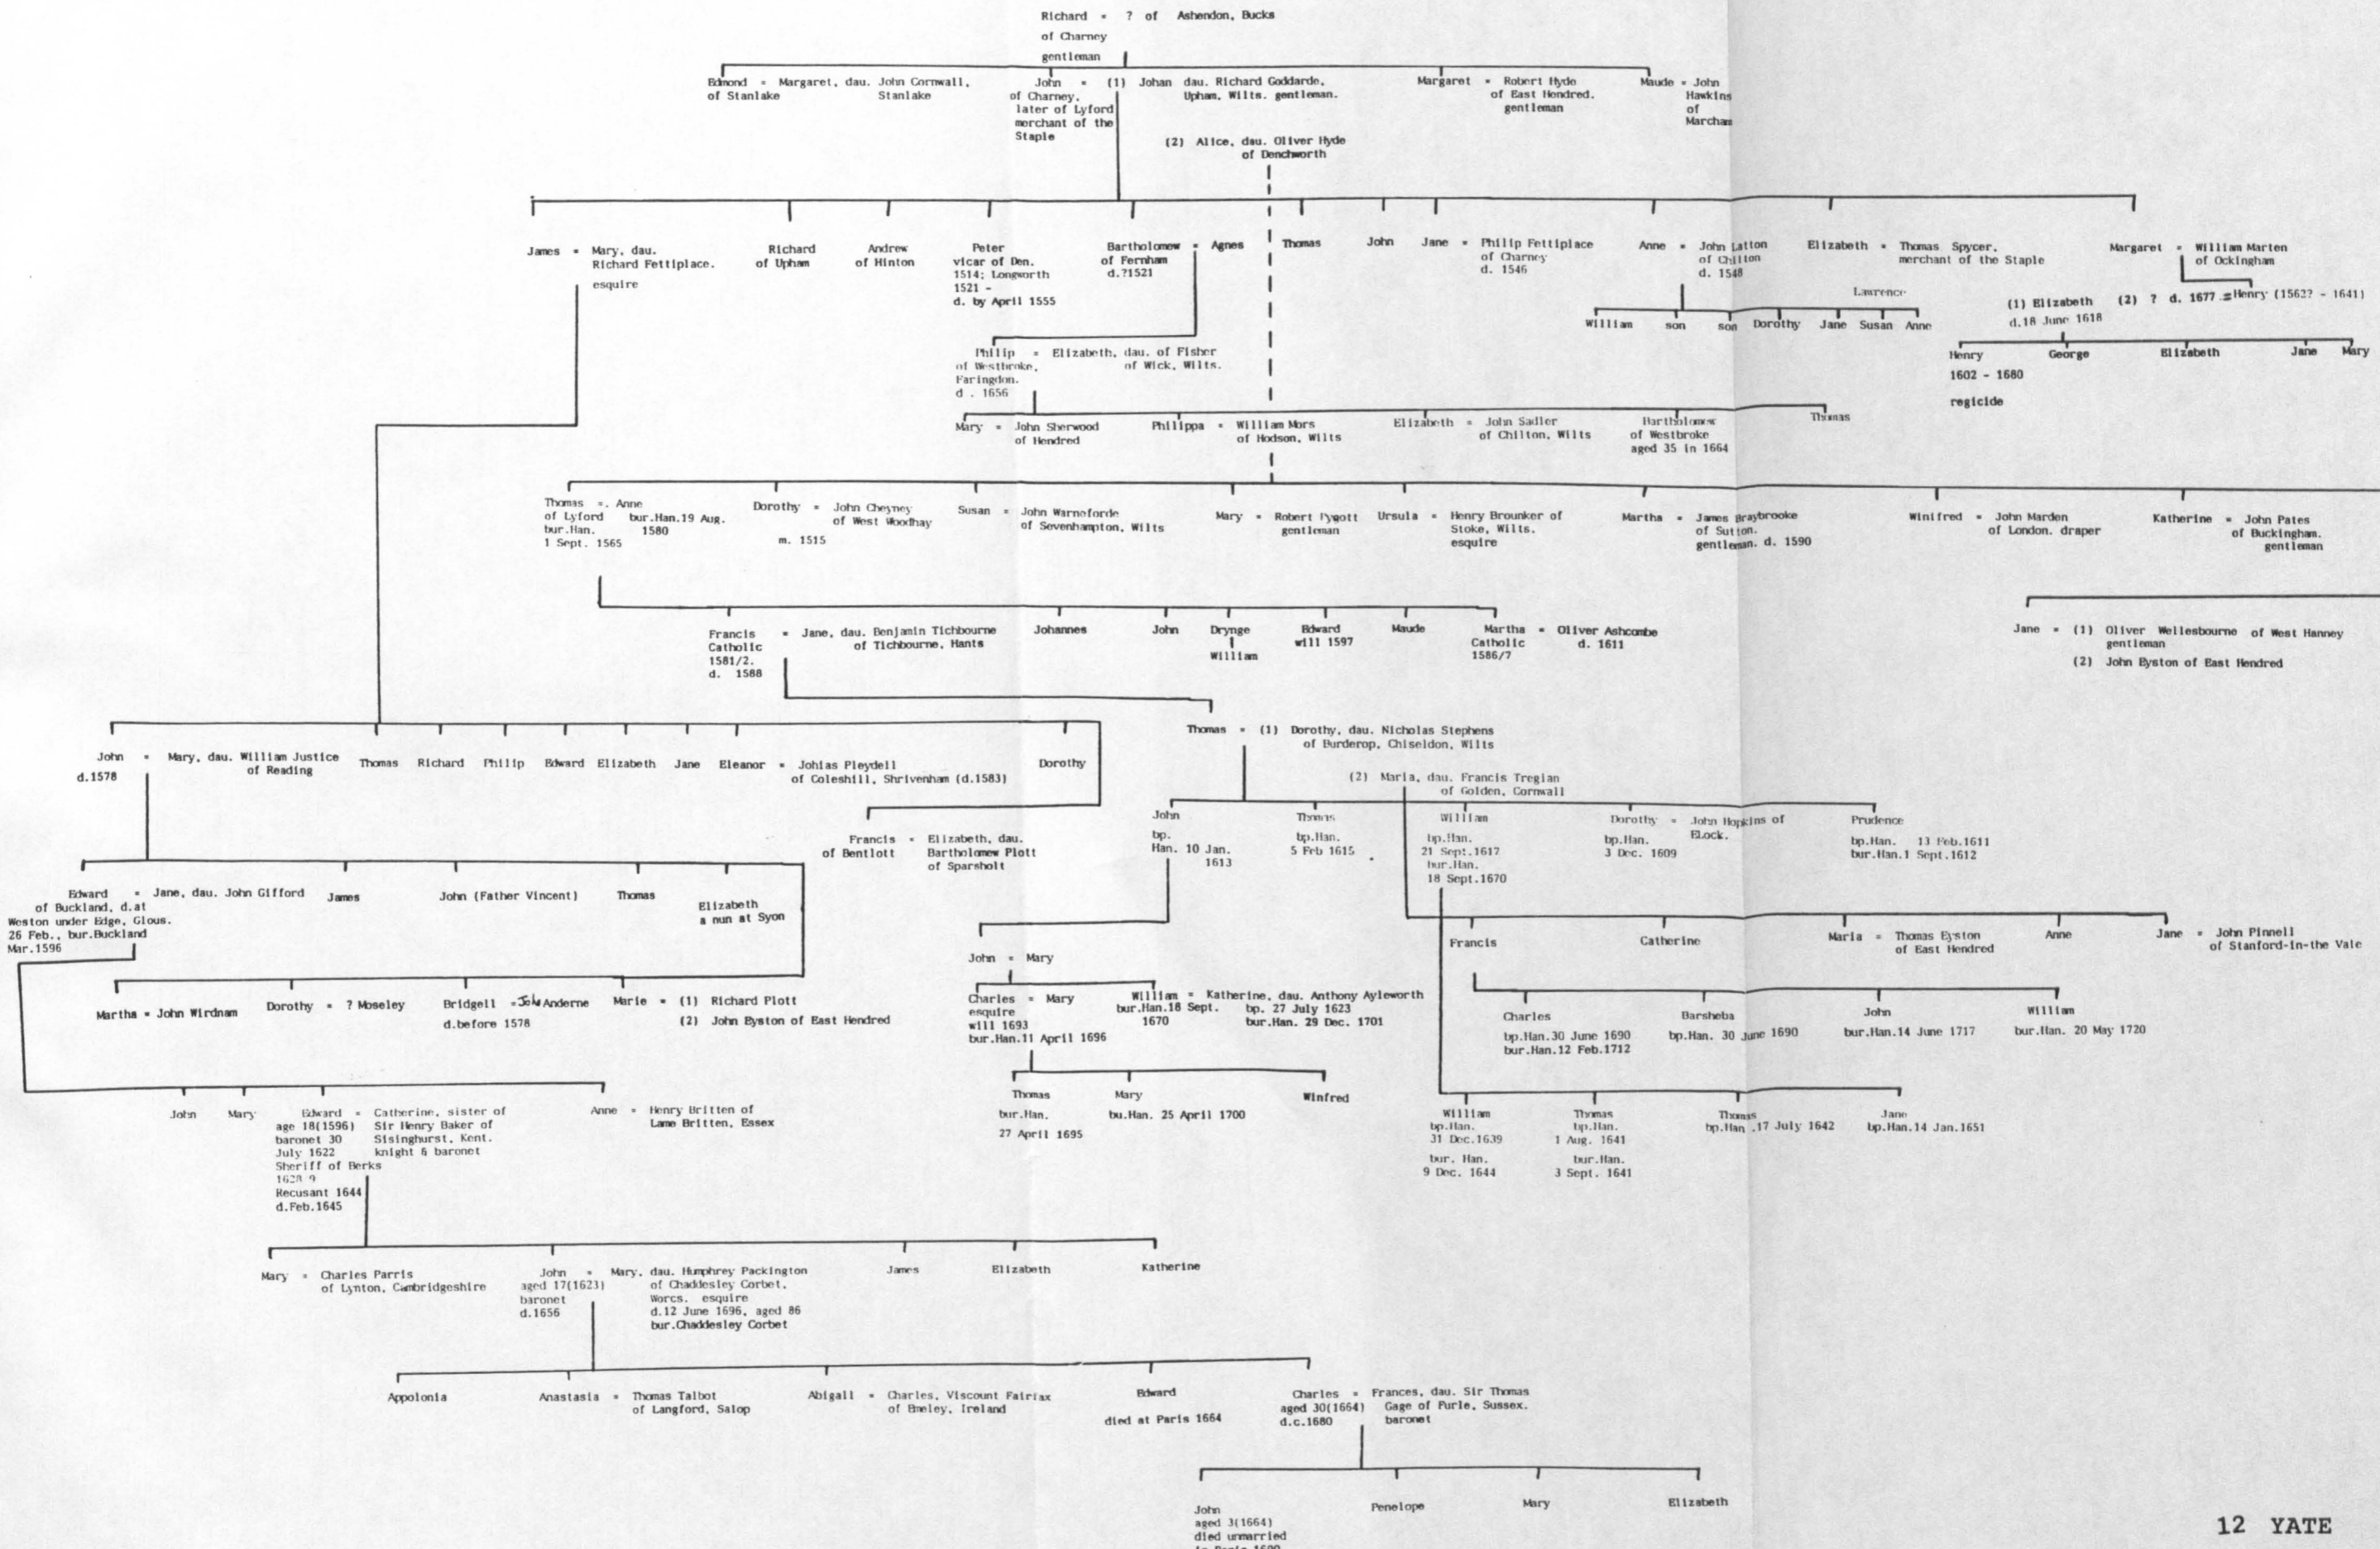 Richard = ? of Ashendon, Bucks
of Charney
gentleman
Edmond = Margaret, dau. John Cornwall,
of Stanlake Stanlake
John = (1) Johan dau. Richard Goddarde,
of Charney, Upham, Wilts. gentleman.
later of Lyford
merchant of the
Staple
Margaret = Robert Hyde
of East Hendred.
gentleman
Maude = John
Hawkins
of
Marcham
(2) Alice, dau. Oliver Hyde
of Denchworth
James = Mary, dau.
Richard Fettiplace.
esquire
Richard
of Upham
Andrew
of Hinton
Peter
vicar of Den.
1514; Longworth
1521 -
d. by April 1555
Bartholomew = Agnes
of Fernham
d.?1521
Thomas
John
Jane = Philip Fettiplace
of Charney
d. 1546
Anne = John Latton
of Chilton
d. 1548
Elizabeth = Thomas Spycer,
merchant of the Staple
Margaret = William Marten
of Ockingham
Lawrence
William son son Dorothy Jane Susan Anne
(1) Elizabeth (2) ? d. 1677 = Henry (1562? - 1641)
d.18 June 1618
Henry George Elizabeth Jane Mary
1602 - 1680
regicide
Philip = Elizabeth, dau. of Fisher
of Westbroke, of Wick, Wilts.
Faringdon.
d . 1656
Mary = John Sherwood
of Hendred
Philippa = William Mors
of Hodson, Wilts
Elizabeth = John Sadler
of Chilton, Wilts
Bartholomew
of Westbroke
aged 35 in 1664
Thomas
Thomas =. Anne
of Lyford bur.Han.19 Aug.
bur.Han. 1580
1 Sept. 1565
Dorothy = John Cheyney
of West Woodhay
m. 1515
Susan = John Warneforde
of Sevenhampton, Wilts
Mary = Robert Pygott
gentleman
Ursula = Henry Brounker of
Stoke, Wilts.
esquire
Martha = James Braybrooke
of Sutton.
gentleman. d. 1590
Winifred = John Marden
of London. draper
Katherine = John Pates
of Buckingham.
gentleman
Francis = Jane, dau. Benjamin Tichbourne
Catholic of Tichbourne, Hants
1581/2.
d. 1588
Johannes
John
Drynge
William
Edward
will 1597
Maude
Martha = Oliver Ashcombe
Catholic d. 1611
1586/7
Jane = (1) Oliver Wellesbourne of West Hanney
gentleman
(2) John Eyston of East Hendred
John = Mary, dau. William Justice
d.1578 of Reading
Thomas Richard Philip Edward Elizabeth Jane
Eleanor = Johias Pleydell
of Coleshill, Shrivenham (d.1583)
Dorothy
Thomas = (1) Dorothy, dau. Nicholas Stephens
of Burderop, Chiseldon, Wilts
(2) Maria, dau. Francis Tregian
of Golden, Cornwall
Francis = Elizabeth, dau.
of Bentlott Bartholomew Plott
of Sparsholt
John
bp.
Han. 10 Jan.
1613
Thomas
bp.Han.
5 Feb 1615
William
bp.Han.
21 Sept.1617
bur.Han.
18 Sept.1670
Dorothy = John Hopkins of
bp.Han. Elock.
3 Dec. 1609
Prudence
bp.Han. 13 Feb.1611
bur.Han.1 Sept.1612
Edward = Jane, dau. John Gifford
of Buckland, d.at
Weston under Edge, Glous.
26 Feb., bur.Buckland
Mar.1596
James
John (Father Vincent)
Thomas
Elizabeth
a nun at Syon
Francis
Catherine
Maria = Thomas Eyston
of East Hendred
Anne
Jane = John Pinnell
of Stanford-in-the Vale
Martha = John Wirdnam
Dorothy = ? Moseley
Bridgell = John Anderne
d.before 1578
Marie = (1) Richard Plott
(2) John Eyston of East Hendred
John = Mary
Charles = Mary
esquire
will 1693
bur.Han.11 April 1696
William = Katherine, dau. Anthony Ayleworth
bur.Han.18 Sept. bp. 27 July 1623
1670 bur.Han. 29 Dec. 1701
Charles
bp.Han.30 June 1690
bur.Han.12 Feb.1712
Barsheba
bp.Han. 30 June 1690
John
bur.Han.14 June 1717
William
bur.Han. 20 May 1720
Thomas
bur.Han.
27 April 1695
Mary
bu.Han. 25 April 1700
Winfred
John
Mary
Edward = Catherine, sister of
age 18(1596) Sir Henry Baker of
baronet 30 Sisinghurst, Kent.
July 1622 knight & baronet
Sheriff of Berks
1628 9
Recusant 1644
d.Feb.1645
Anne = Henry Britten of
Lame Britten, Essex
William
bp.Han.
31 Dec.1639
bur. Han.
9 Dec. 1644
Thomas
bp.Han.
1 Aug. 1641
bur.Han.
3 Sept. 1641
Thomas
bp.Han .17 July 1642
Jane
bp.Han.14 Jan.1651
Mary = Charles Parris
of Lynton, Cambridgeshire
John = Mary, dau. Humphrey Packington
aged 17(1623) of Chaddesley Corbet,
baronet Worcs. esquire
d.1656 d.12 June 1696, aged 86
bur.Chaddesley Corbet
James
Elizabeth
Katherine
Appolonia
Anastasia = Thomas Talbot
of Langford, Salop
Abigall = Charles, Viscount Fairfax
of Emeley, Ireland
Edward
died at Paris 1664
Charles = Frances, dau. Sir Thomas
aged 30(1664) Gage of Furle, Sussex.
d.c.1680 baronet
John
aged 3(1664)
died unmarried
Penelope
Mary
Elizabeth
12 YATE